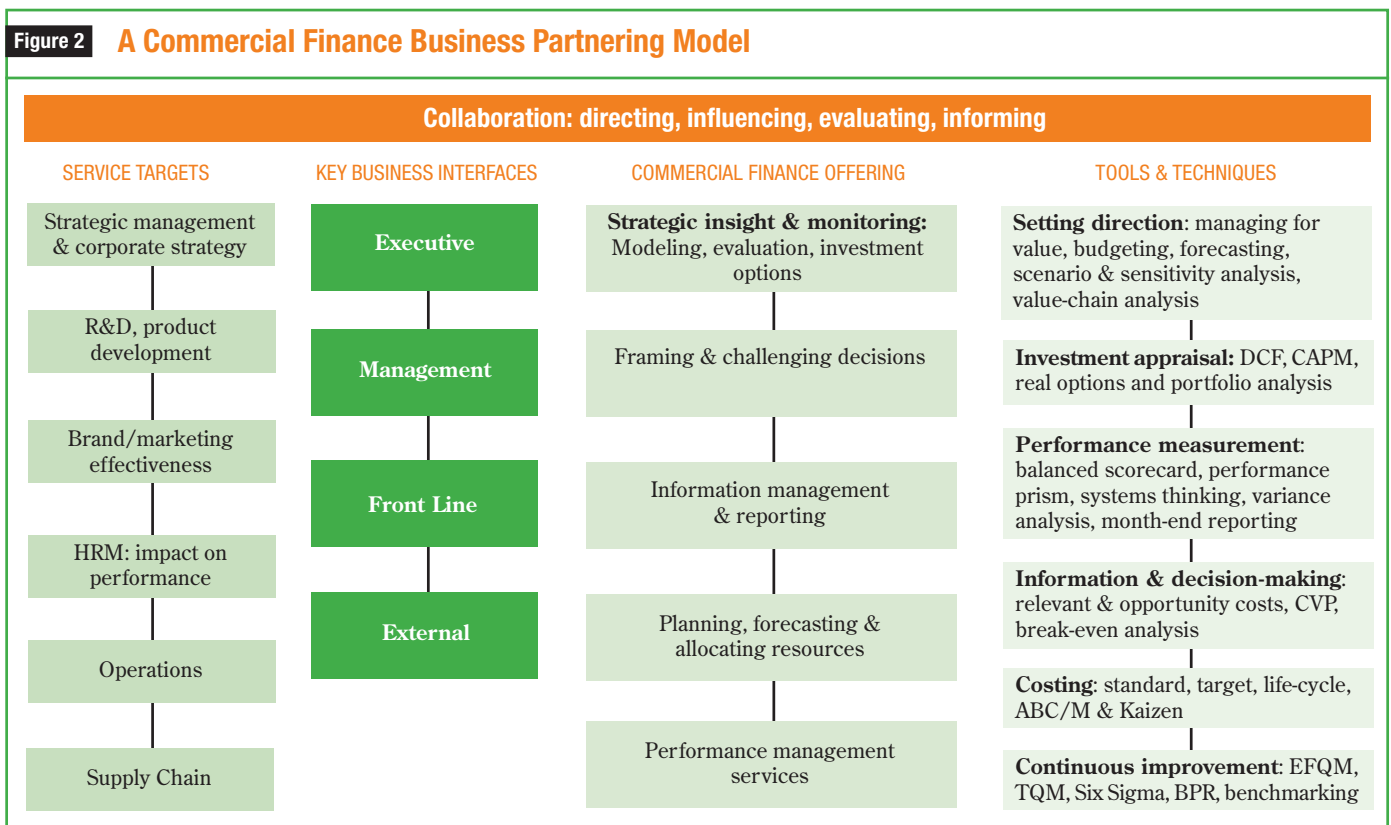 Figure 2
A Commercial Finance Business Partnering Model
Collaboration: directing, influencing, evaluating, informing
SERVICE TARGETS
Strategic management
& corporate strategy
R&D, product
development
Brand/marketing
effectiveness
HRM: impact on
performance
Operations
Supply Chain
KEY BUSINESS INTERFACES
Executive
Management
Front Line
External
COMMERCIAL FINANCE OFFERING
Strategic insight & monitoring:
Modeling, evaluation, investment
options
Framing & challenging decisions
Information management
& reporting
Planning, forecasting &
allocating resources
Performance management
services
TOOLS & TECHNIQUES
Setting direction: managing for
value, budgeting, forecasting,
scenario & sensitivity analysis,
value-chain analysis
Investment appraisal: DCF, CAPM,
real options and portfolio analysis
Performance measurement:
balanced scorecard, performance
prism, systems thinking, variance
analysis, month-end reporting
Information & decision-making:
relevant & opportunity costs, CVP,
break-even analysis
Costing: standard, target, life-cycle,
ABC/M & Kaizen
Continuous improvement: EFQM,
TQM, Six Sigma, BPR, benchmarking